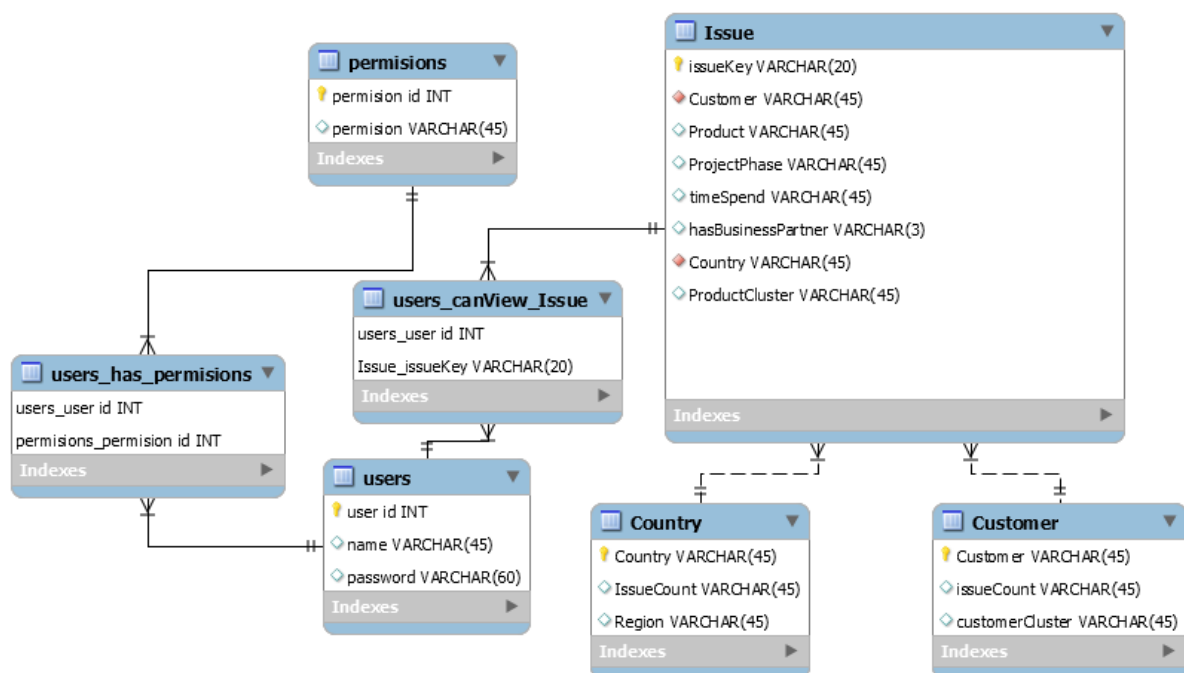 permisions
permision id INT
permision VARCHAR(45)
Indexes
Issue
issueKey VARCHAR(20)
Customer VARCHAR(45)
Product VARCHAR(45)
ProjectPhase VARCHAR(45)
timeSpend VARCHAR(45)
hasBusinessPartner VARCHAR(3)
Country VARCHAR(45)
ProductCluster VARCHAR(45)
Indexes
users_canView_Issue
users_user id INT
Issue_issueKey VARCHAR(20)
Indexes
users_has_permisions
users_user id INT
permisions_permision id INT
Indexes
users
user id INT
name VARCHAR(45)
password VARCHAR(60)
Indexes
Country
Country VARCHAR(45)
IssueCount VARCHAR(45)
Region VARCHAR(45)
Indexes
Customer
Customer VARCHAR(45)
issueCount VARCHAR(45)
customerCluster VARCHAR(45)
Indexes